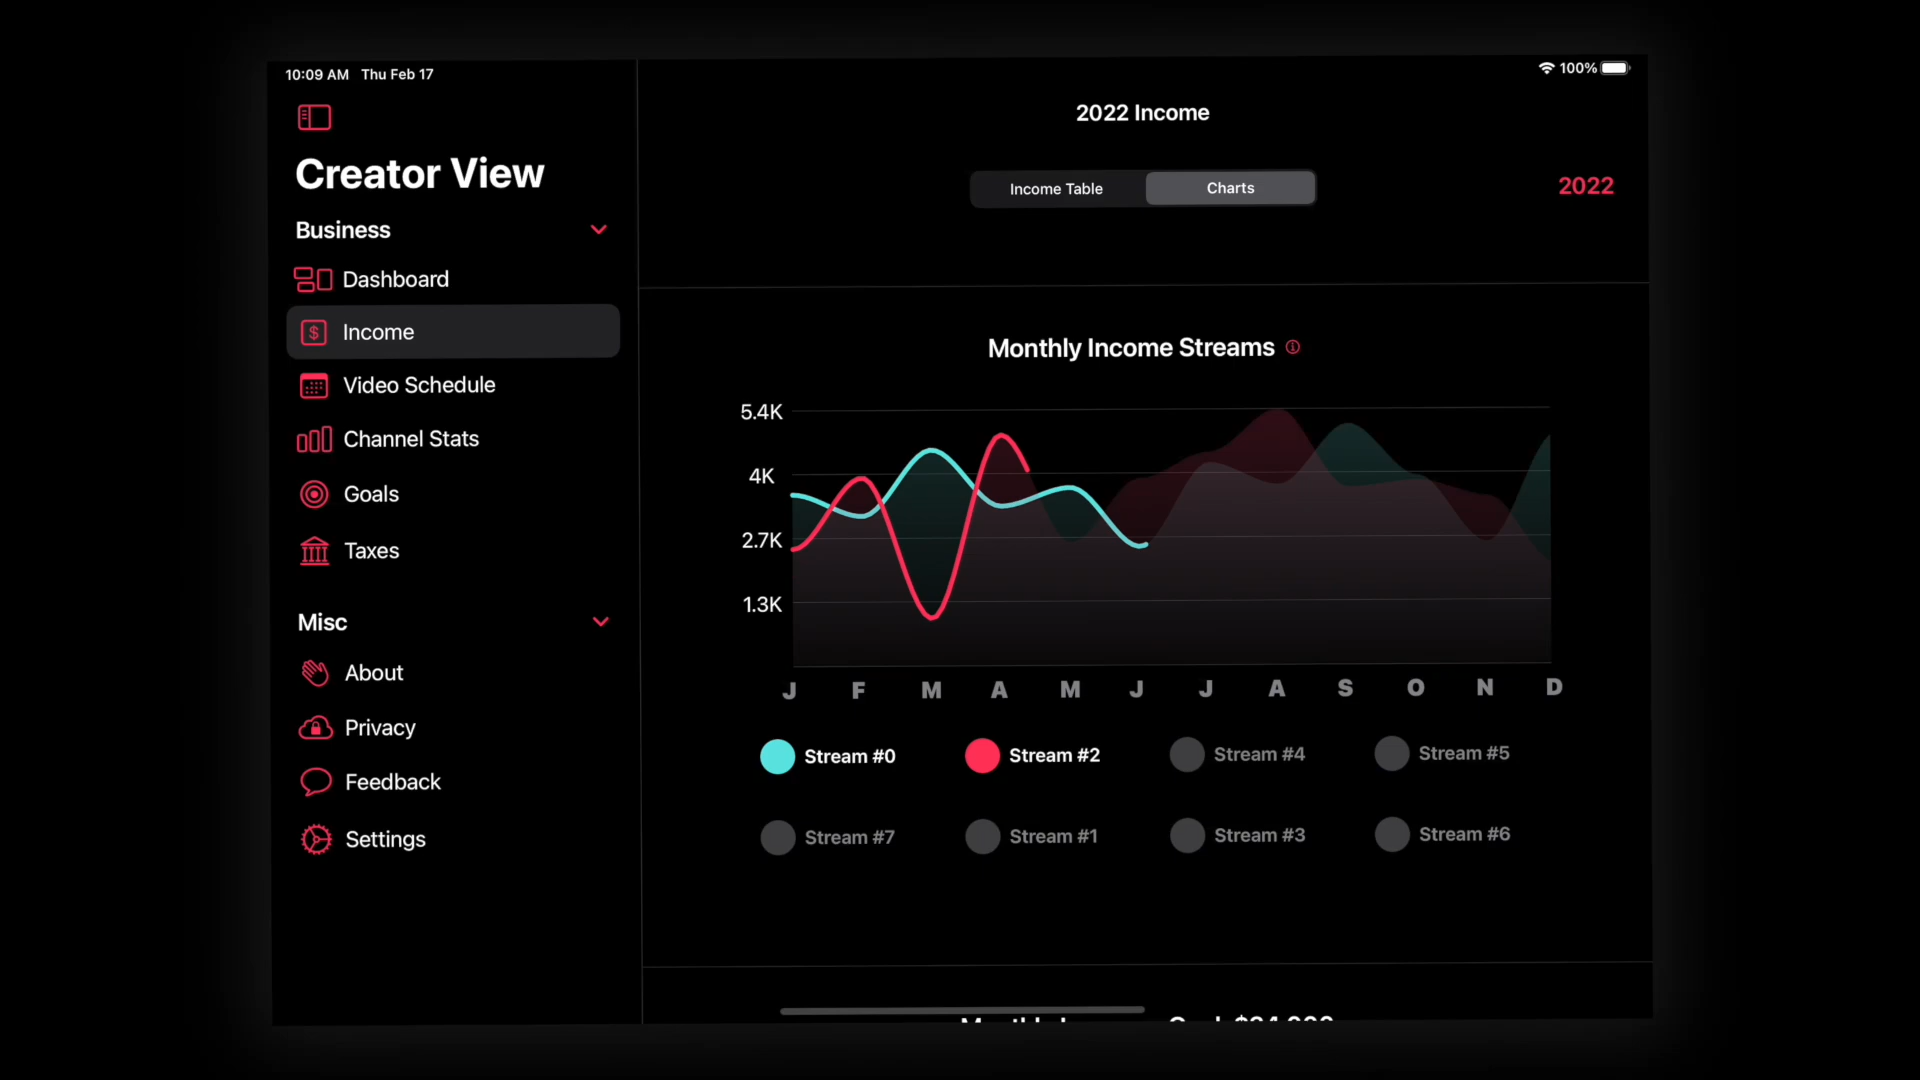 10:09 AM Thu Feb 17
100%
Creator View
Business
Dashboard
Income
Video Schedule
Channel Stats
Goals
Taxes
Misc
About
Privacy
Feedback
Settings
2022 Income
Income Table
Charts
2022
Monthly Income Streams
5.4K
4K
2.7K
1.3K
J F M A M J J A S O N D
Stream #0
Stream #2
Stream #4
Stream #5
Stream #7
Stream #1
Stream #3
Stream #6